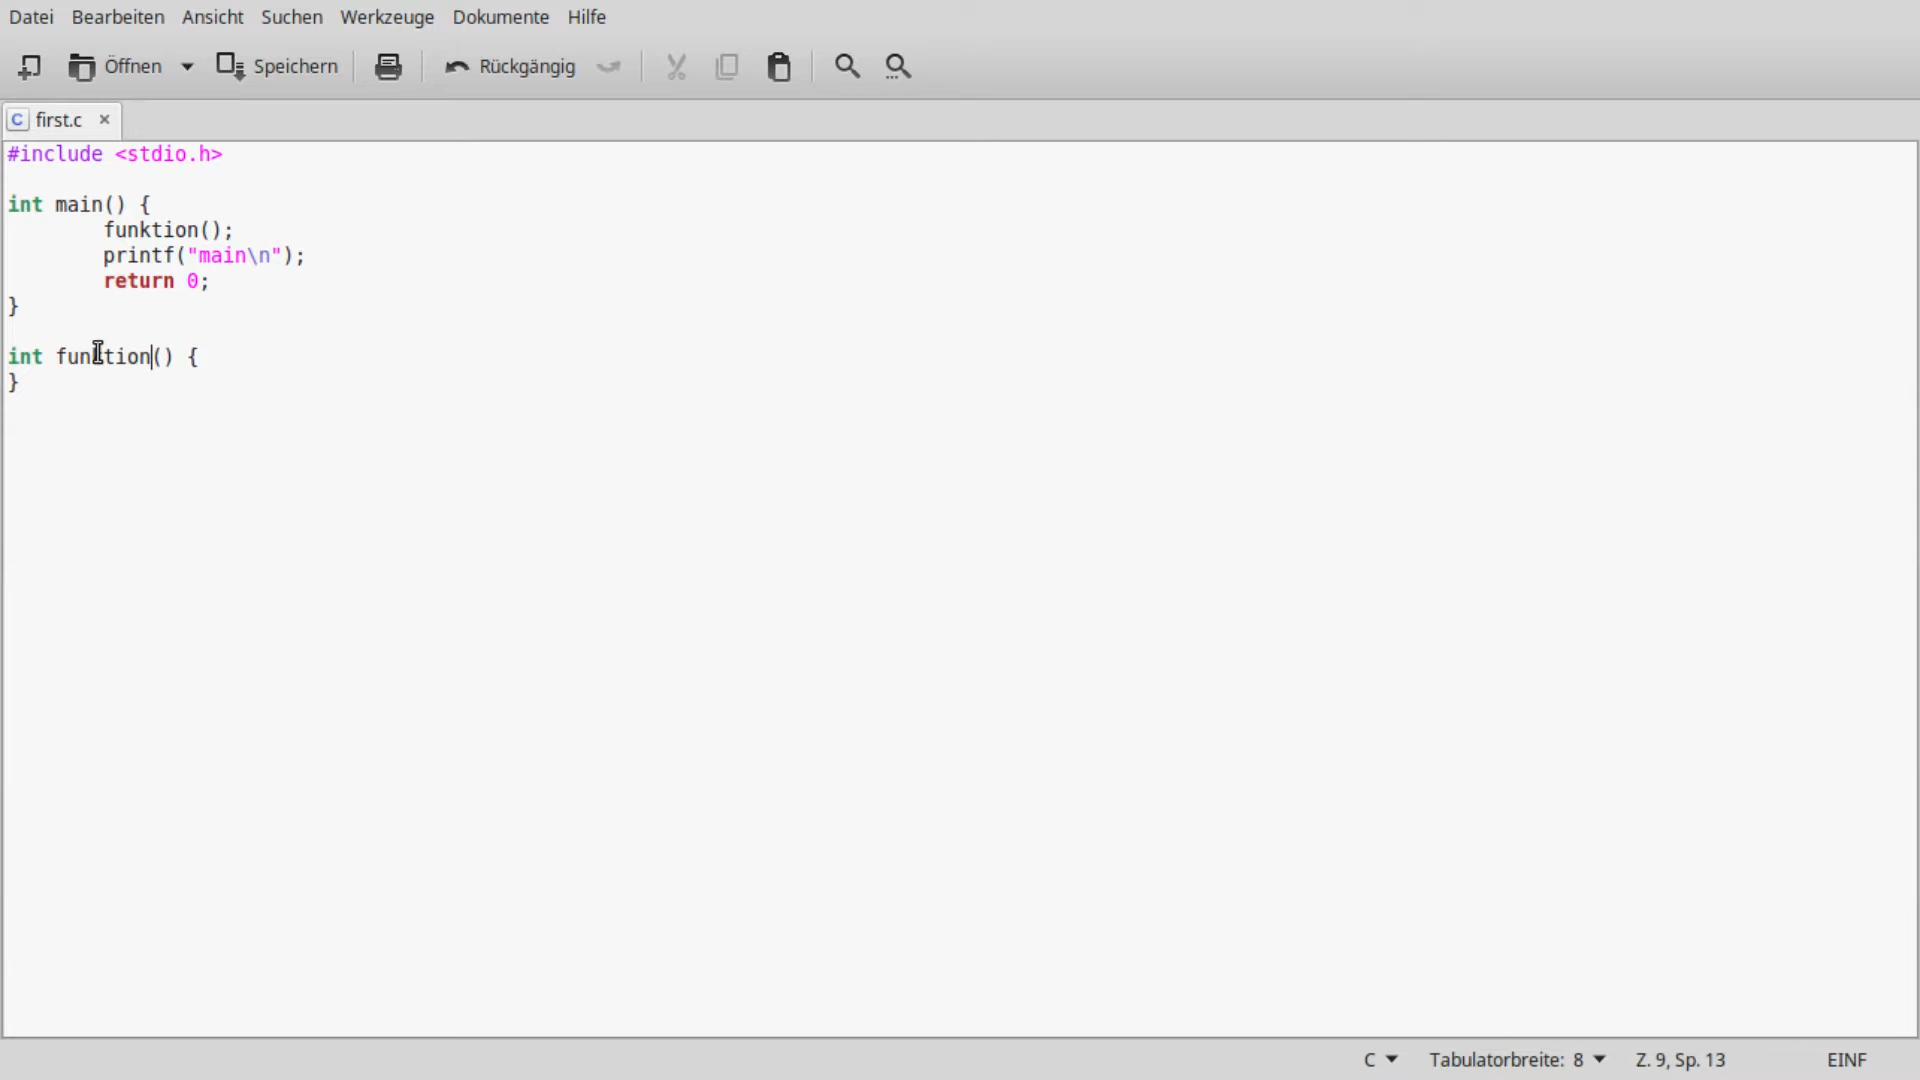 Datei Bearbeiten Ansicht Suchen Werkzeuge Dokumente Hilfe
Öffnen Speichern Rückgängig
C first.c ×
#include <stdio.h>
int main() {
funktion();
printf("main\n");
return 0;
}
int funktion() {
}
C Tabulatorbreite: 8 Z. 9, Sp. 13 EINF